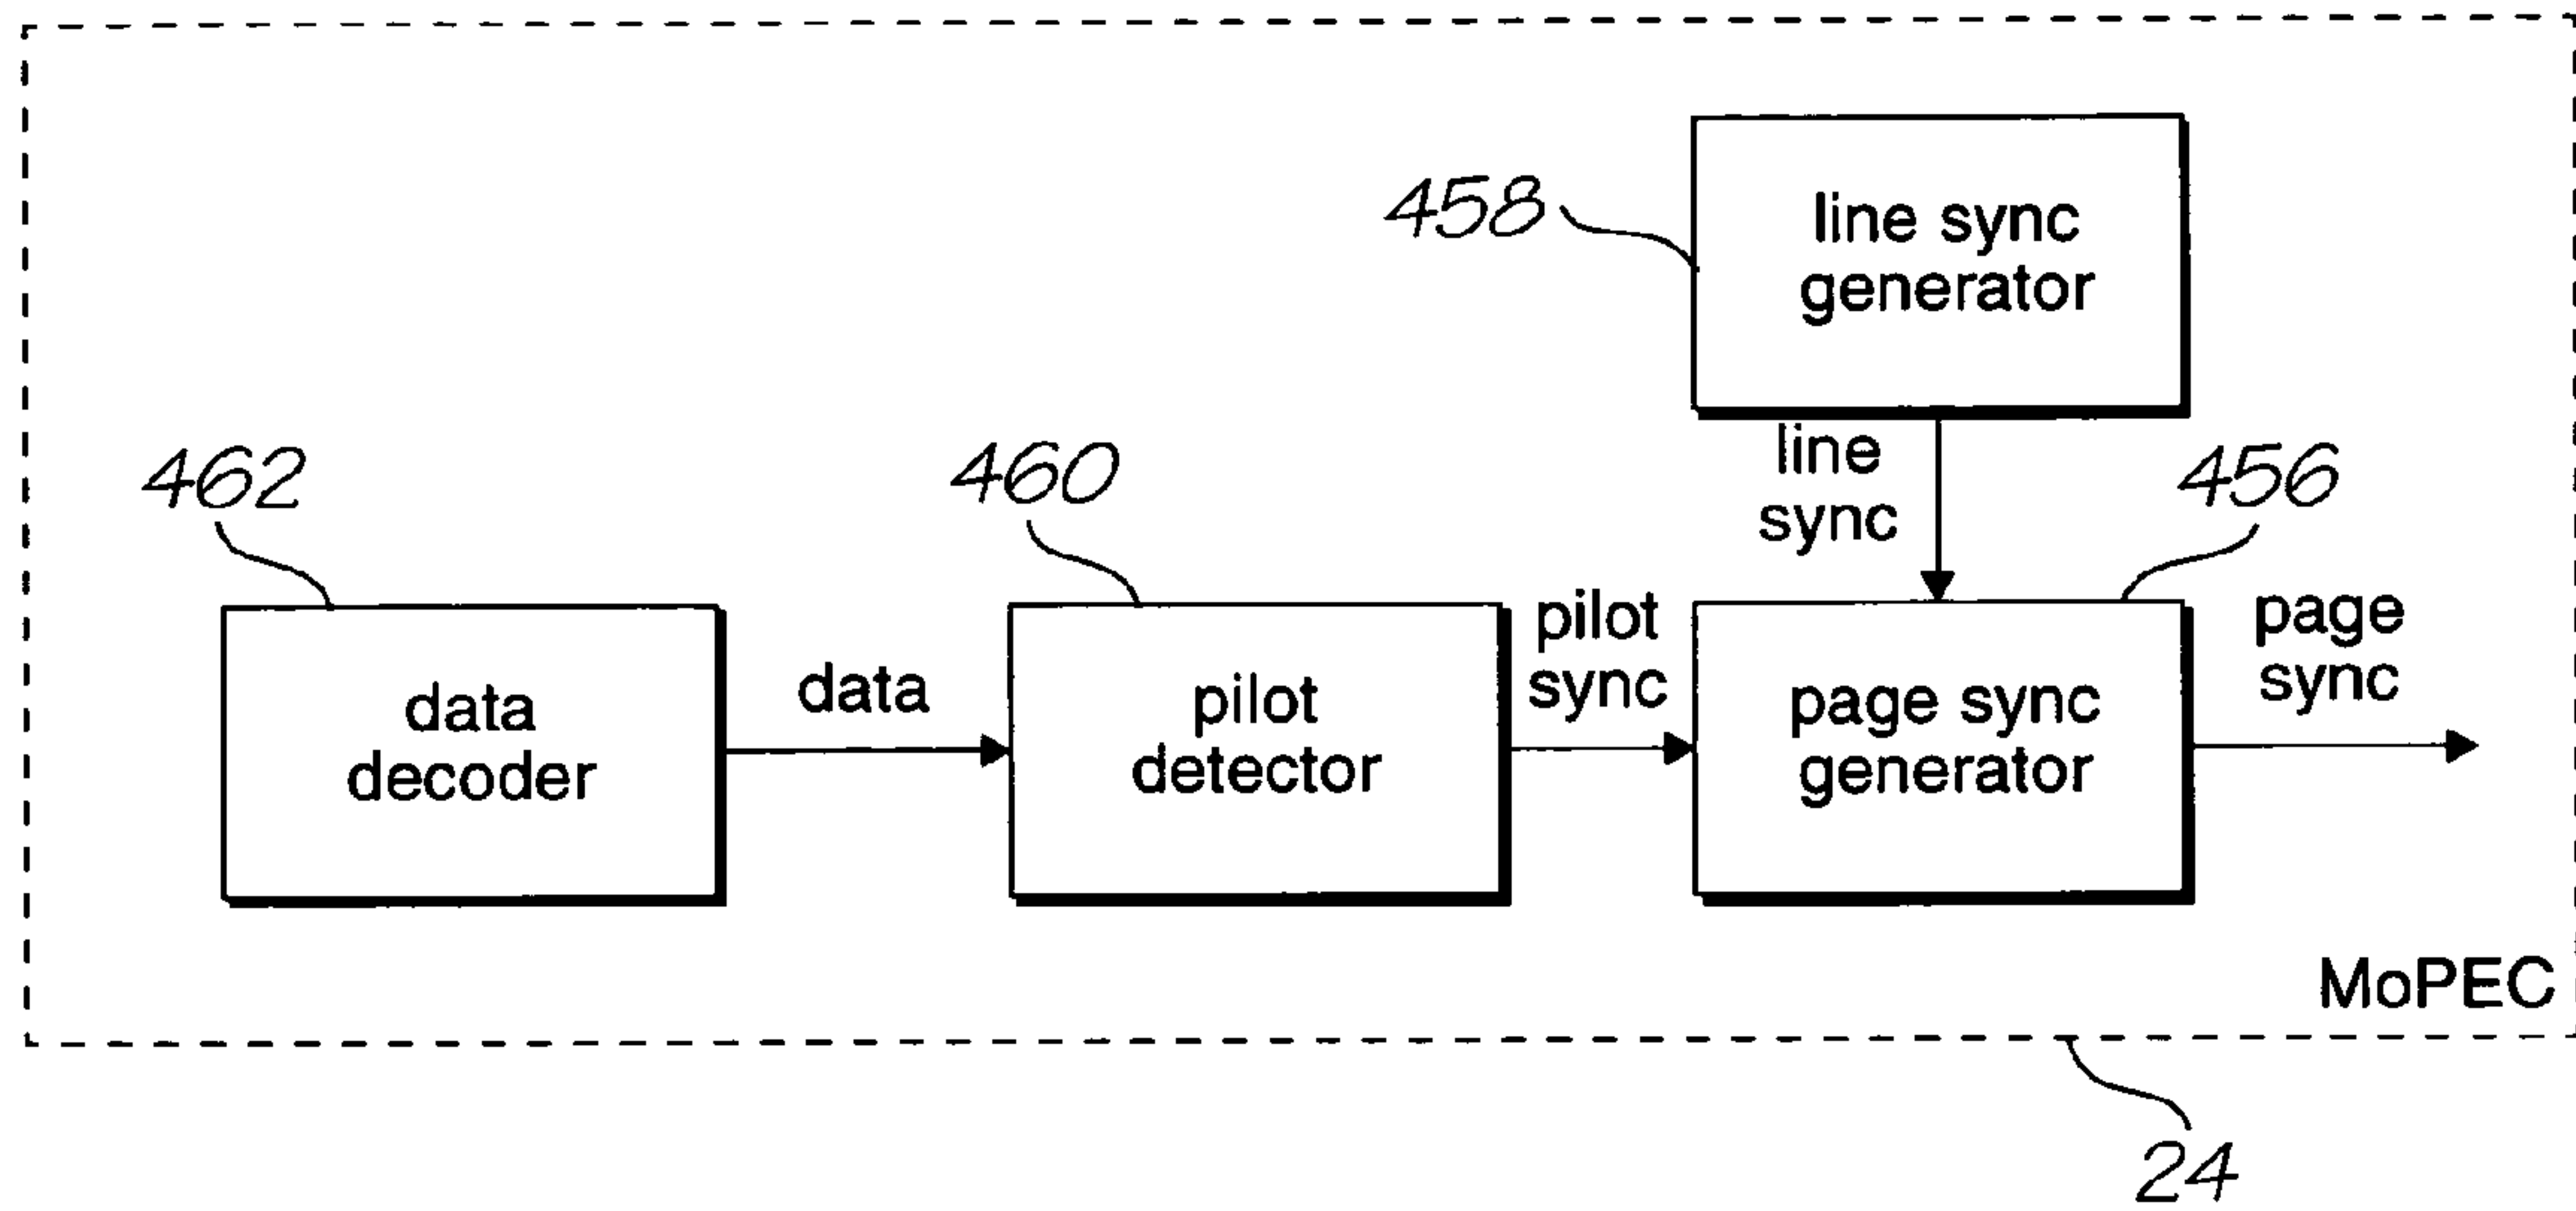 458
line sync
generator
line
sync
462
460
456
data
decoder
data
pilot
detector
pilot
sync
page sync
generator
page
sync
MoPEC
24